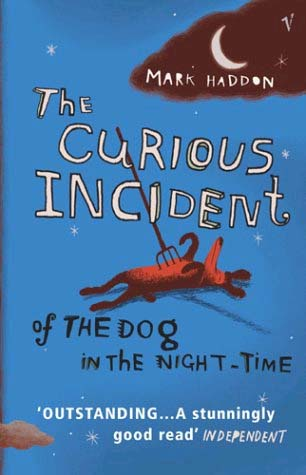 V
MARK HADDON
THE
CURIOUS
INCIDENT
of THE DOG
IN THE NIGHT-TIME
‘OUTSTANDING...A stunningly
good read’ INDEPENDENT